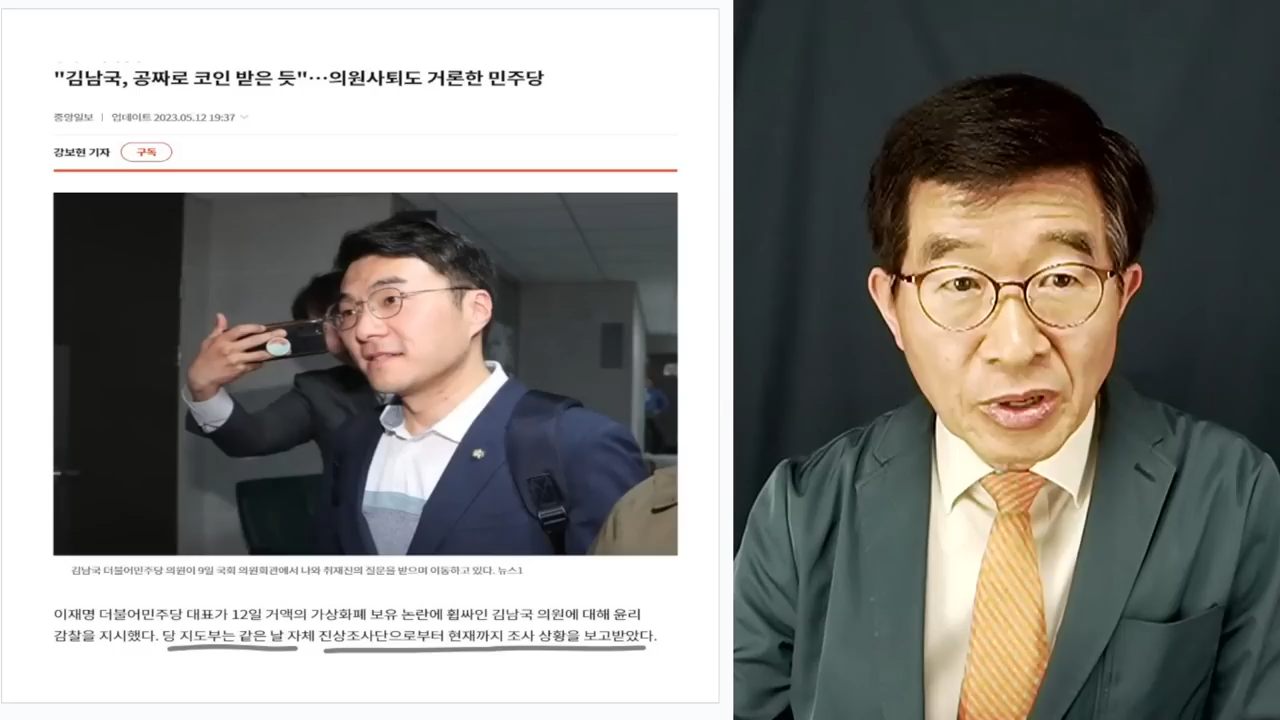 "김남국, 공짜로 코인 받은 듯"…의원사퇴도 거론한 민주당
중앙일보 | 업데이트 2023.05.12 19:37
강보현 기자 구독
김남국 더불어민주당 의원이 9일 국회 의원회관에서 나와 취재진의 질문을 받으며 이동하고 있다. 뉴스1
이재명 더불어민주당 대표가 12일 거액의 가상화폐 보유 논란에 휩싸인 김남국 의원에 대해 윤리
감찰을 지시했다. 당 지도부는 같은 날 자체 진상조사단으로부터 현재까지 조사 상황을 보고받았다.